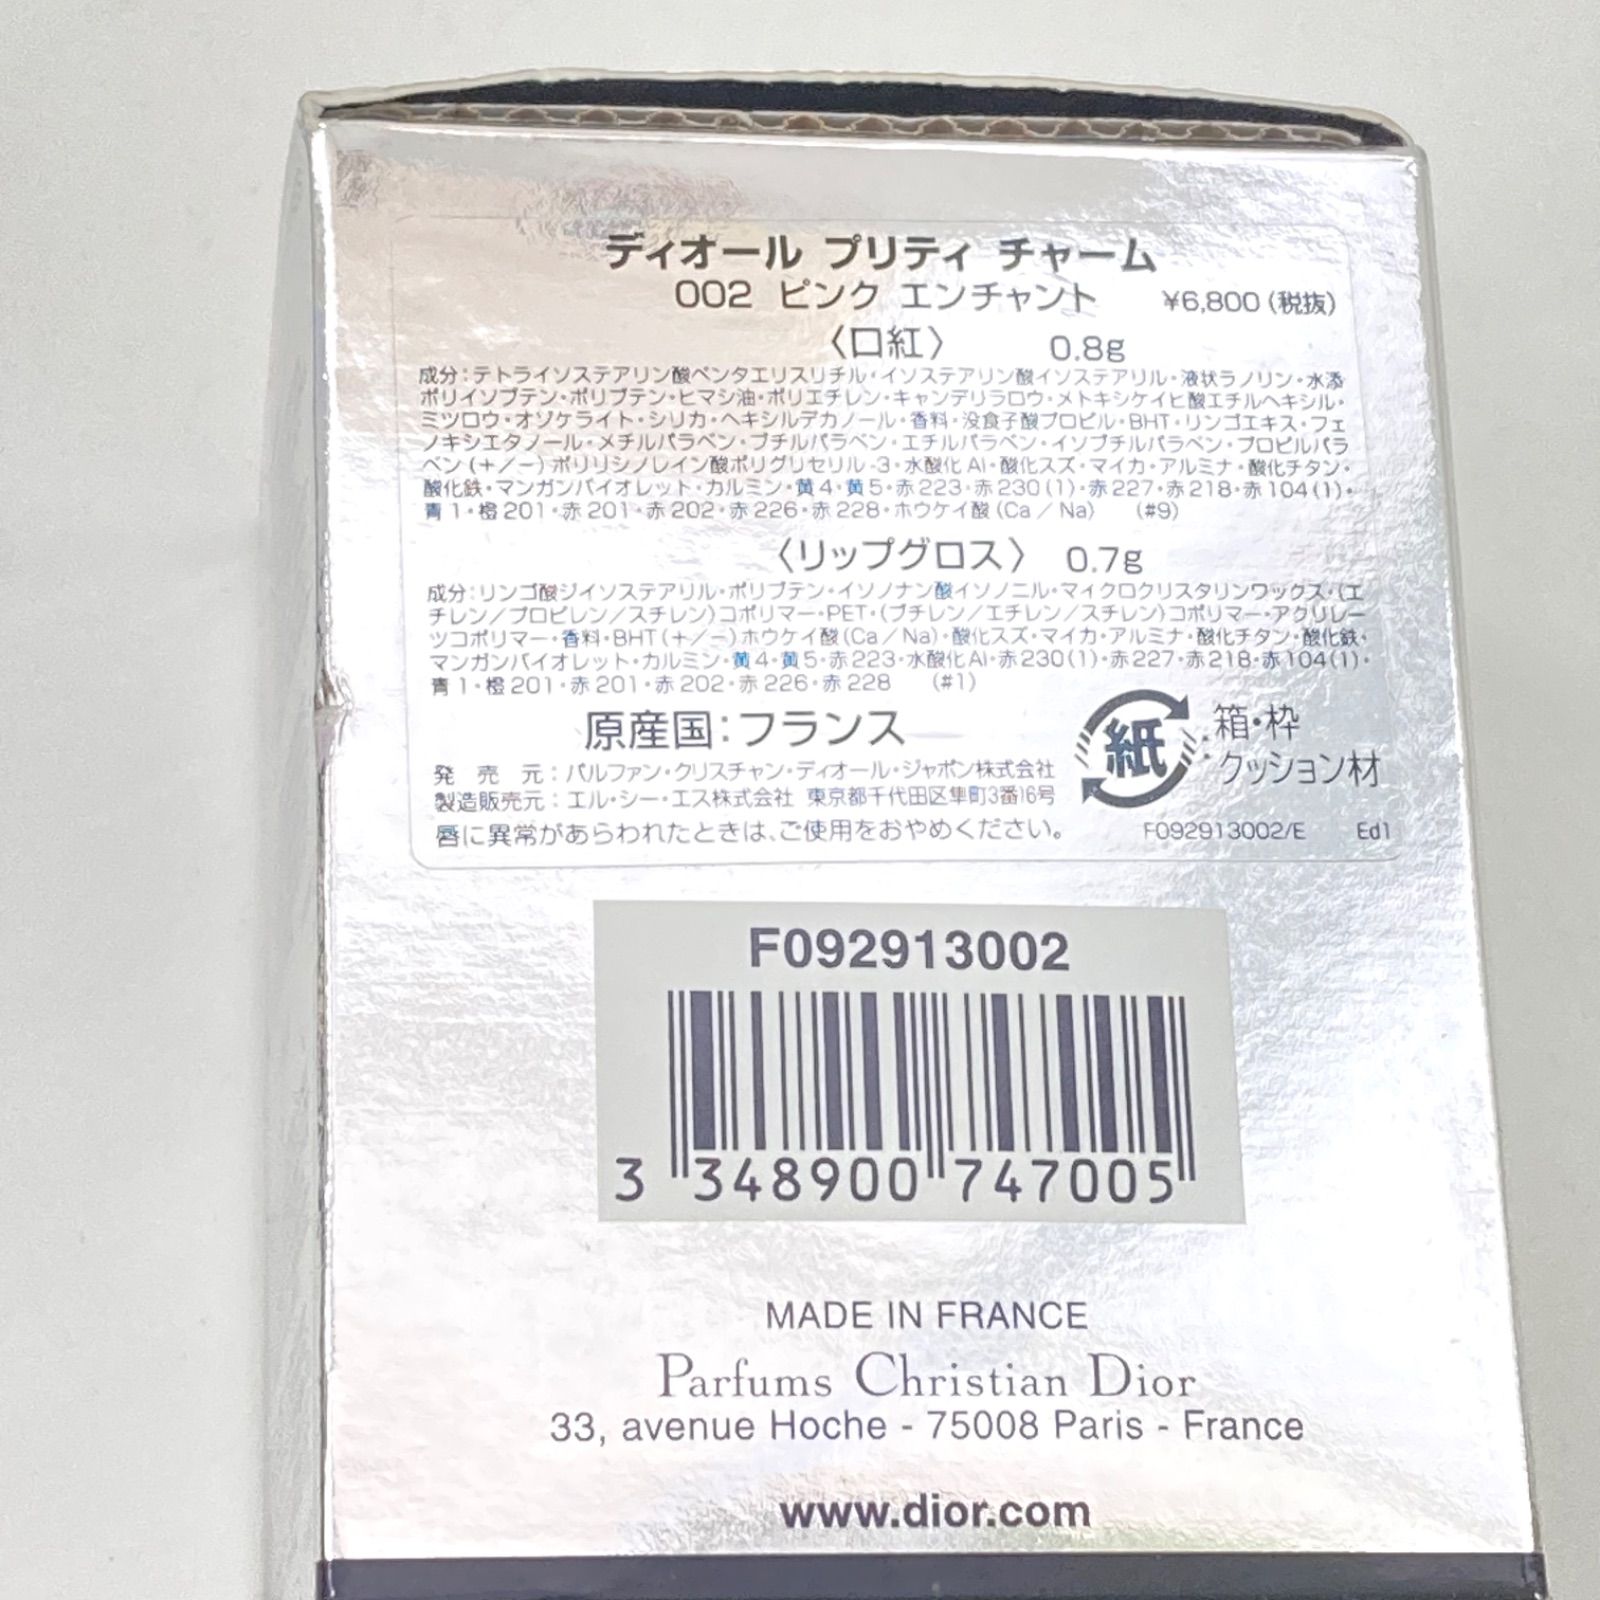 ディオール プリティ チャーム
002 ピンク エンチャント ¥6,800(税抜)
〈口紅〉 0.8g
成分:テトライソステアリン酸ペンタエリスリチル・イソステアリン酸イソステアリル・液状ラノリン・水添
ポリイソブテン・ポリブテン・ヒマシ油・ポリエチレン・キャンデリラロウ・メトキシケイヒ酸エチルヘキシル・
ミツロウ・オゾケライト・シリカ・ヘキシルデカノール・香料・没食子酸プロピル・BHT・リンゴエキス・フェ
ノキシエタノール・メチルパラベン・ブチルパラベン・エチルパラベン・イソブチルパラベン・プロピルパラ
ベン(+/−)ポリリシノレイン酸ポリグリセリル-3・水酸化Al・酸化スズ・マイカ・アルミナ・酸化チタン・
酸化鉄・マンガンバイオレット・カルミン・黄4・黄5・赤223・赤230(1)・赤227・赤218・赤104(1)・
青1・橙201・赤201・赤202・赤226・赤228・ホウケイ酸(Ca/Na) (#9)
〈リップグロス〉 0.7g
成分:リンゴ酸ジイソステアリル・ポリブテン・イソノナン酸イソノニル・マイクロクリスタリンワックス・(エ
チレン/プロピレン/スチレン)コポリマー・PET・(ブチレン/エチレン/スチレン)コポリマー・アクリレー
ツコポリマー・香料・BHT(+/−)ホウケイ酸(Ca/Na)・酸化スズ・マイカ・アルミナ・酸化チタン・酸化鉄・
マンガンバイオレット・カルミン・黄4・黄5・赤223・水酸化Al・赤230(1)・赤227・赤218・赤104(1)・
青1・橙201・赤201・赤202・赤226・赤228 (#1)
原産国:フランス
紙 :箱・枠
クッション材
発売元:パルファン・クリスチャン・ディオール・ジャポン株式会社
製造販売元:エル・シー・エス株式会社 東京都千代田区隼町3番16号
唇に異常があらわれたときは、ご使用をおやめください。
F092913002/E Ed1
F092913002
3 348900 747005
MADE IN FRANCE
Parfums Christian Dior
33, avenue Hoche - 75008 Paris - France
www.dior.com